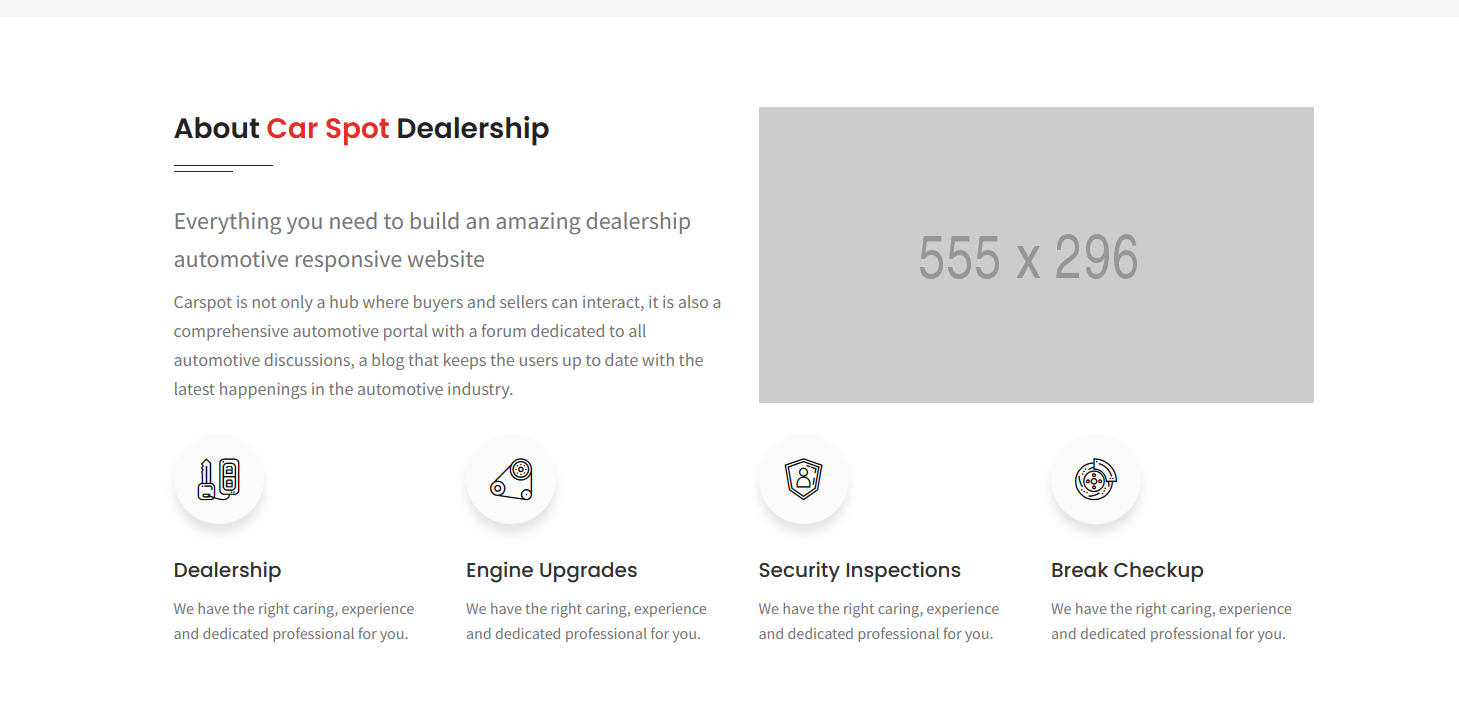 About Car Spot Dealership
Everything you need to build an amazing dealership
automotive responsive website
Carspot is not only a hub where buyers and sellers can interact, it is also a
comprehensive automotive portal with a forum dedicated to all
automotive discussions, a blog that keeps the users up to date with the
latest happenings in the automotive industry.
555 x 296
Dealership
We have the right caring, experience
and dedicated professional for you.
Engine Upgrades
We have the right caring, experience
and dedicated professional for you.
Security Inspections
We have the right caring, experience
and dedicated professional for you.
Break Checkup
We have the right caring, experience
and dedicated professional for you.